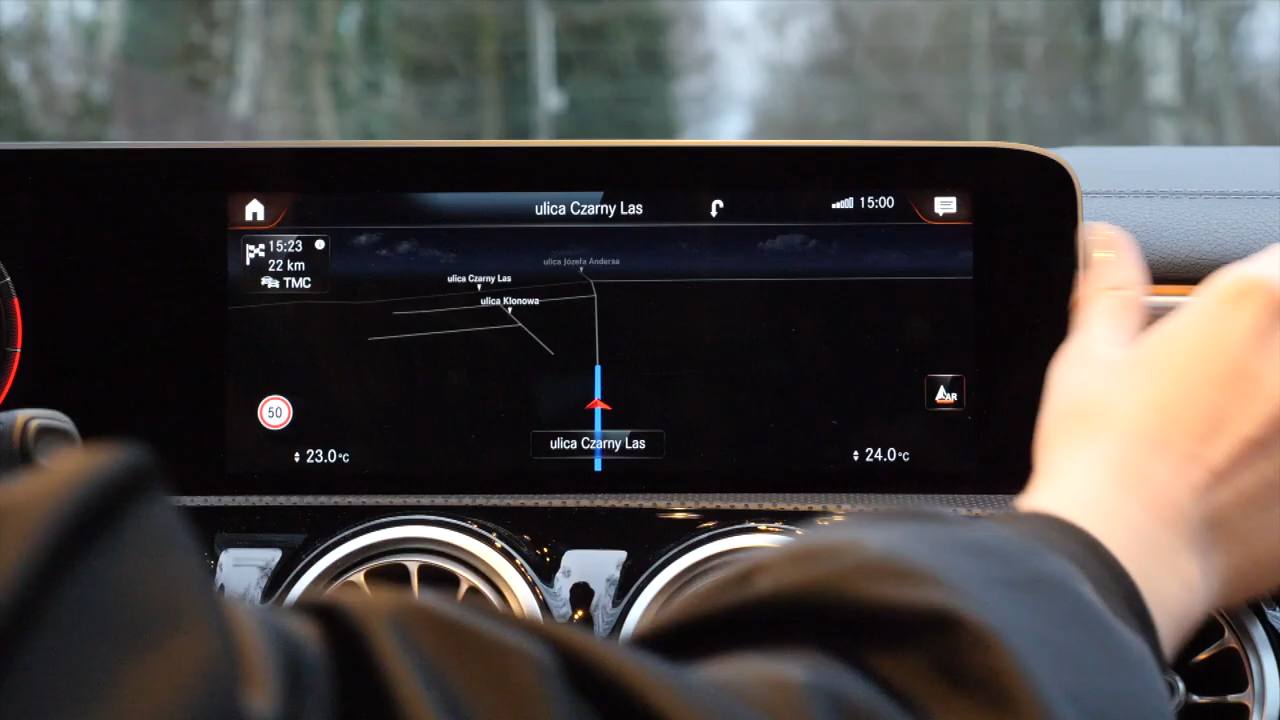 ulica Czarny Las
15:00
15:23
22 km
TMC
ulica Józefa Andersa
ulica Czarny Las
ulica Klonowa
50
AR
ulica Czarny Las
23.0°C
24.0°C